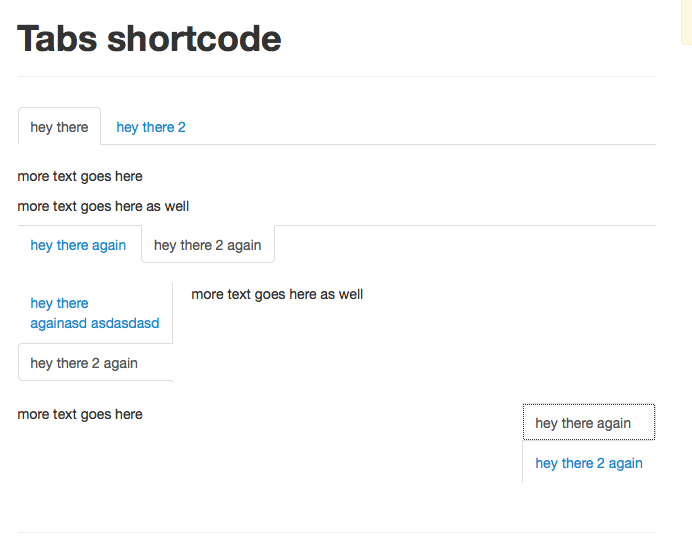 Tabs shortcode
hey there
hey there 2
more text goes here
more text goes here as well
hey there again
hey there 2 again
hey there
againasd asdasdasd
hey there 2 again
more text goes here as well
more text goes here
hey there again
hey there 2 again